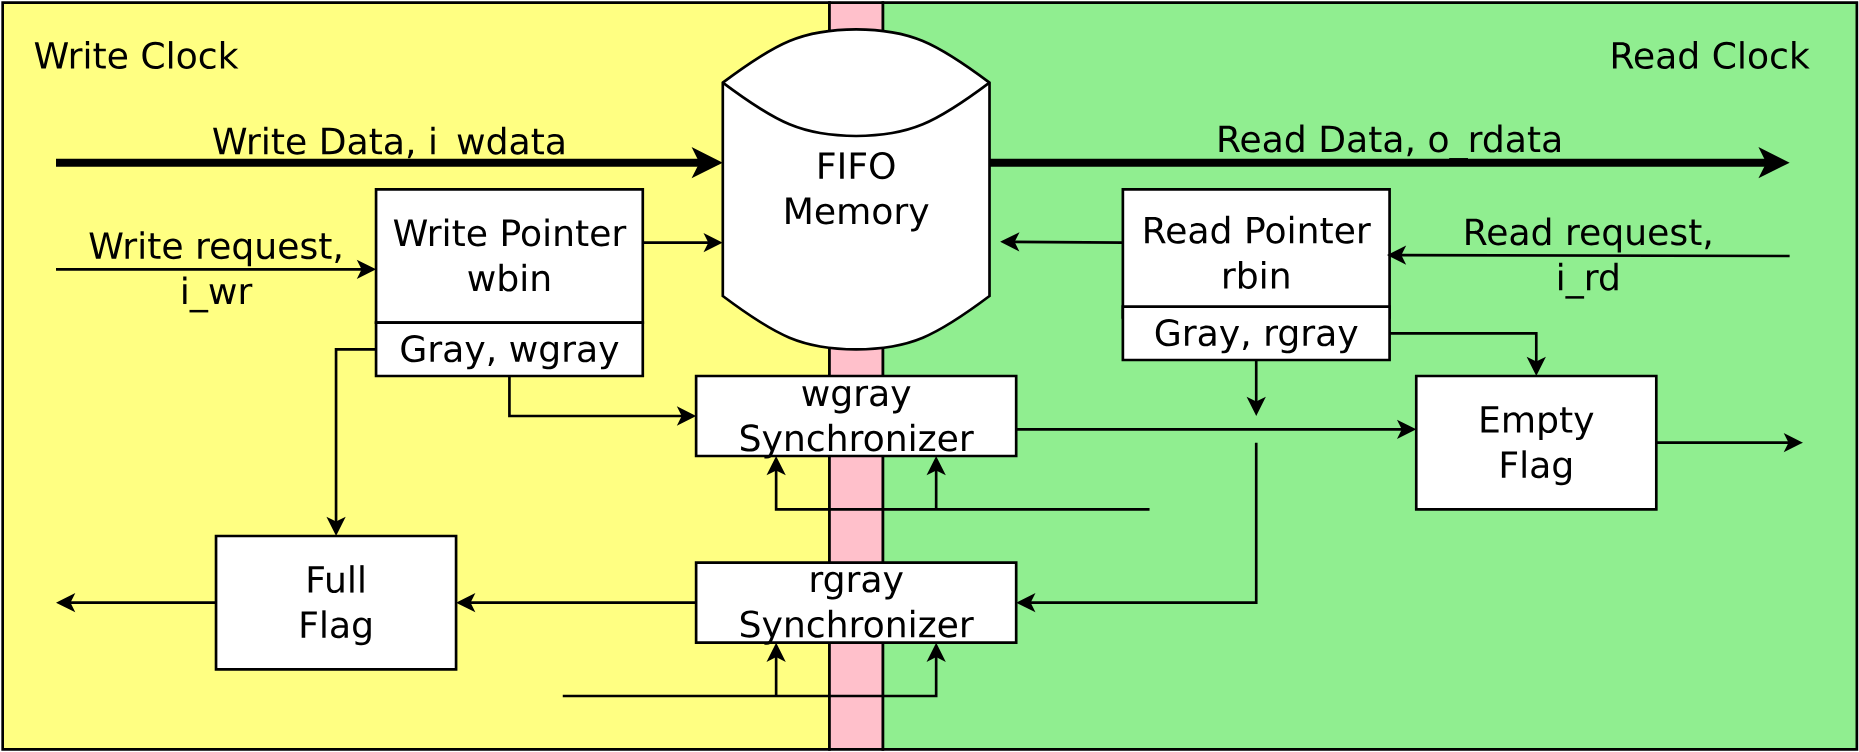 Write Clock
Read Clock
Write Data, i_wdata
Read Data, o_rdata
FIFO
Memory
Write request,
i_wr
Write Pointer
wbin
Gray, wgray
Read Pointer
rbin
Gray, rgray
Read request,
i_rd
wgray
Synchronizer
Empty
Flag
Full
Flag
rgray
Synchronizer